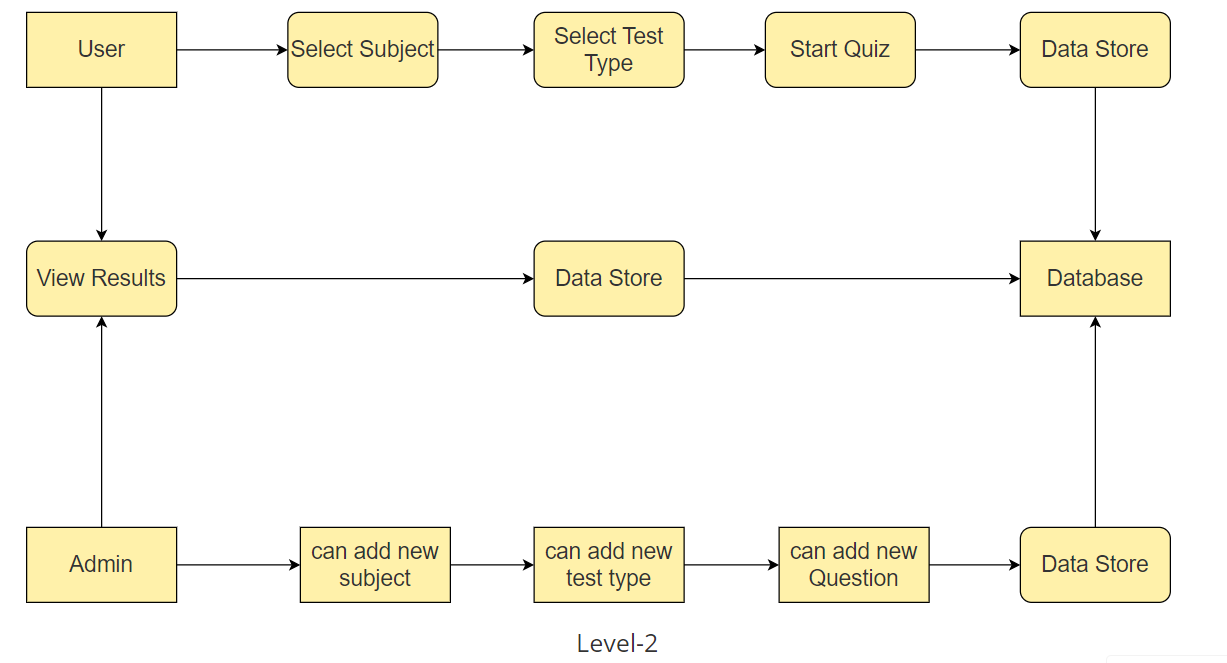 User
Select Subject
Select Test
Type
Start Quiz
Data Store
View Results
Data Store
Database
Admin
can add new
subject
can add new
test type
can add new
Question
Data Store
Level-2